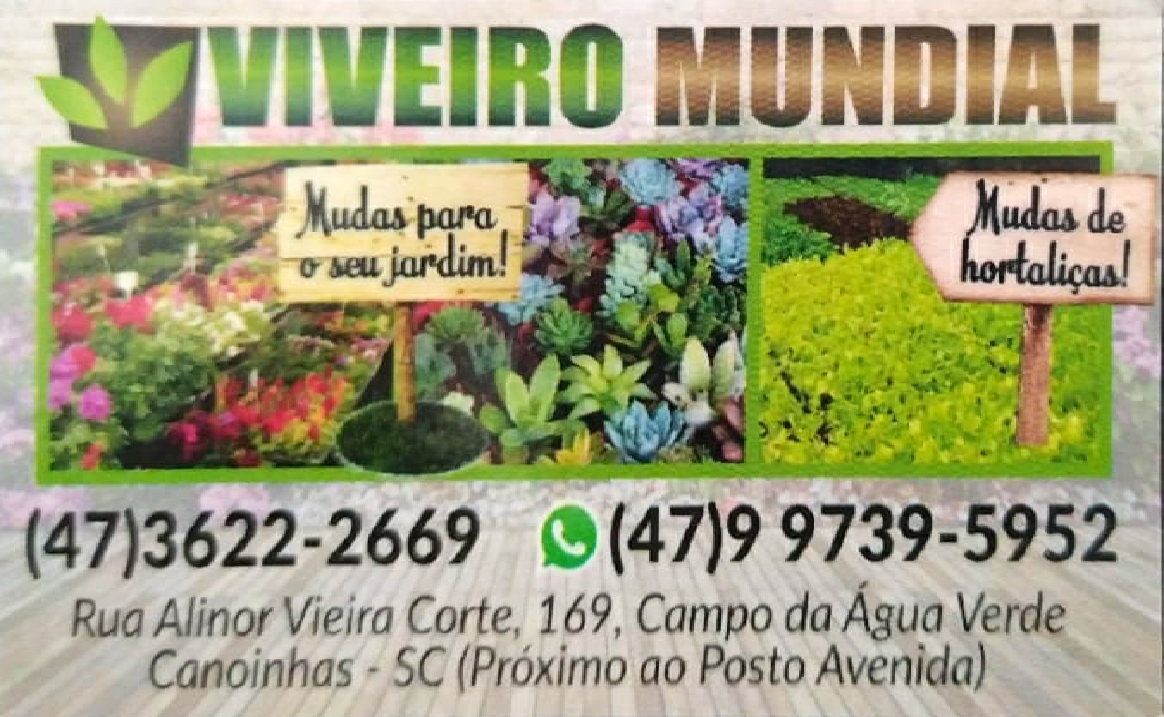 VIVEIRO MUNDIAL
Mudas para
o seu jardim!
Mudas de
hortaliças!
(47)3622-2669 (47)9 9739-5952
Rua Alinor Vieira Corte, 169, Campo da Água Verde
Canoinhas - SC (Próximo ao Posto Avenida)